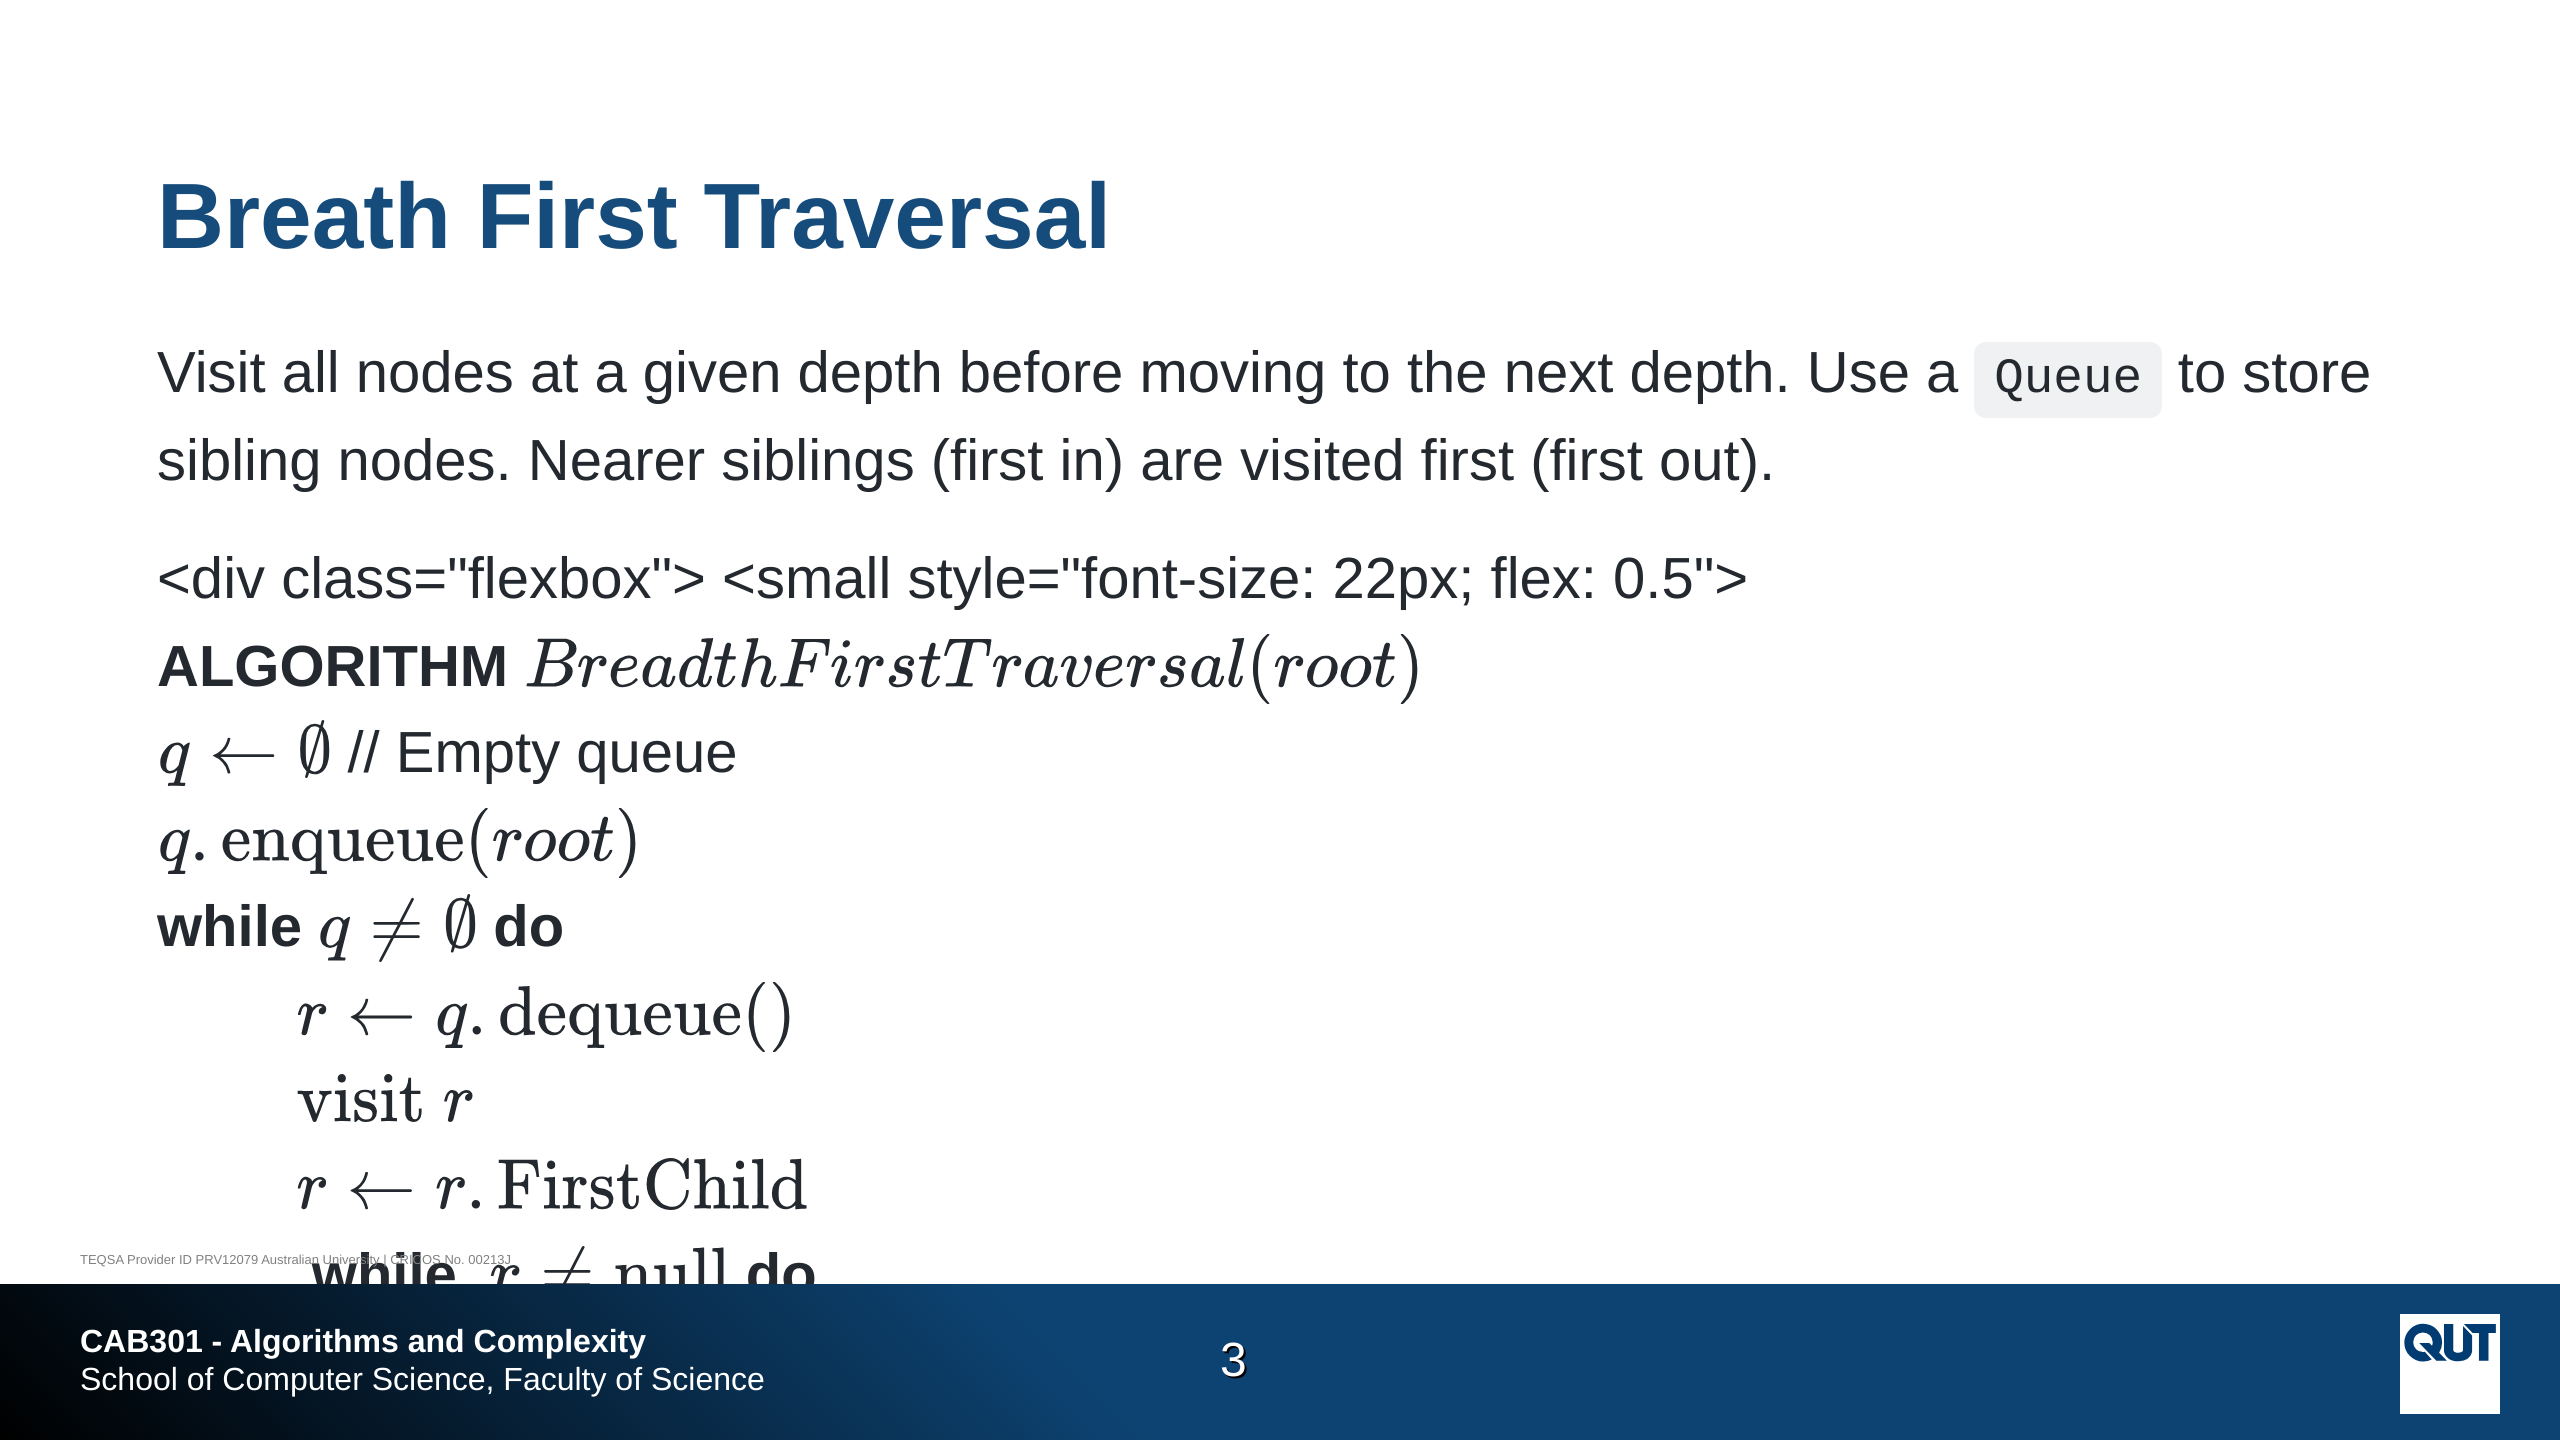 Breath First Traversal
Visit all nodes at a given depth before moving to the next depth. Use a Queue to store
sibling nodes. Nearer siblings (first in) are visited first (first out).
<div class="flexbox"> <small style="font-size: 22px; flex: 0.5">
ALGORITHM BreadthFirstTraversal(root)
q ← ∅ // Empty queue
q.enqueue(root)
while q ≠ ∅ do
r ← q.dequeue()
visit r
r ← r.FirstChild
while r ≠ null do
TEQSA Provider ID PRV12079 Australian University | CRICOS No. 00213J
CAB301 - Algorithms and Complexity
School of Computer Science, Faculty of Science
3
QUT